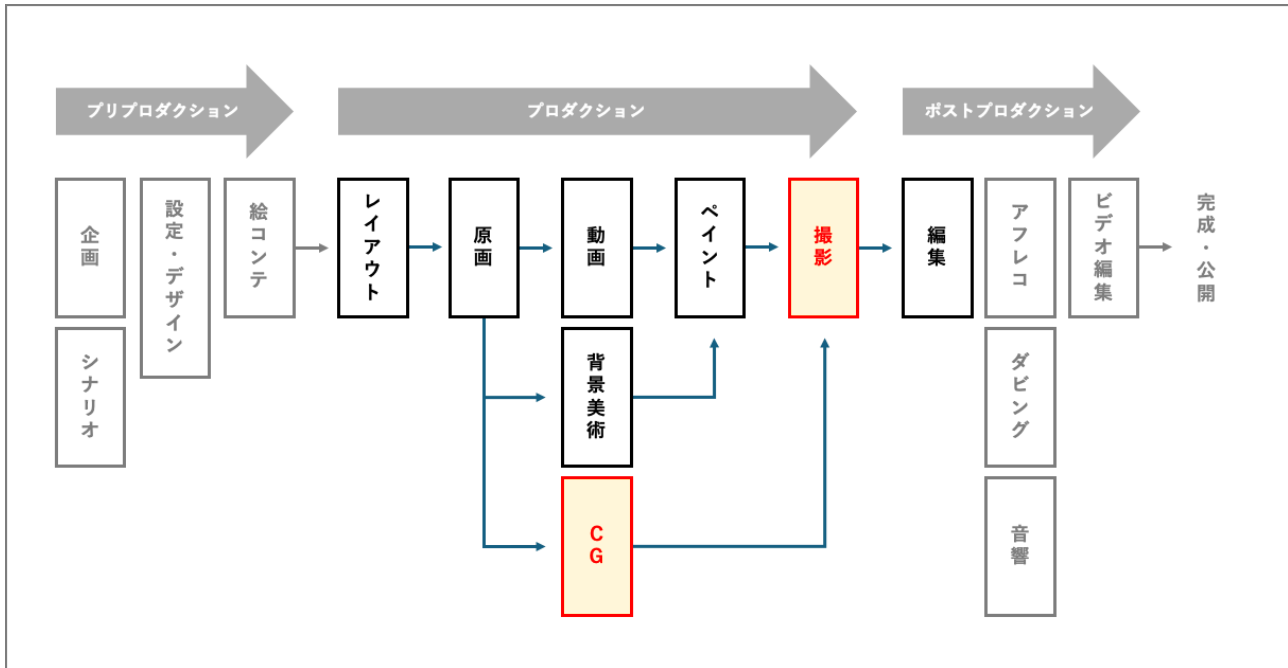 プリプロダクション
プロダクション
ポストプロダクション
企画
シナリオ
設定・デザイン
絵コンテ
レイアウト
原画
動画
背景美術
CG
ペイント
撮影
編集
アフレコ
ダビング
音響
ビデオ編集
完成・公開